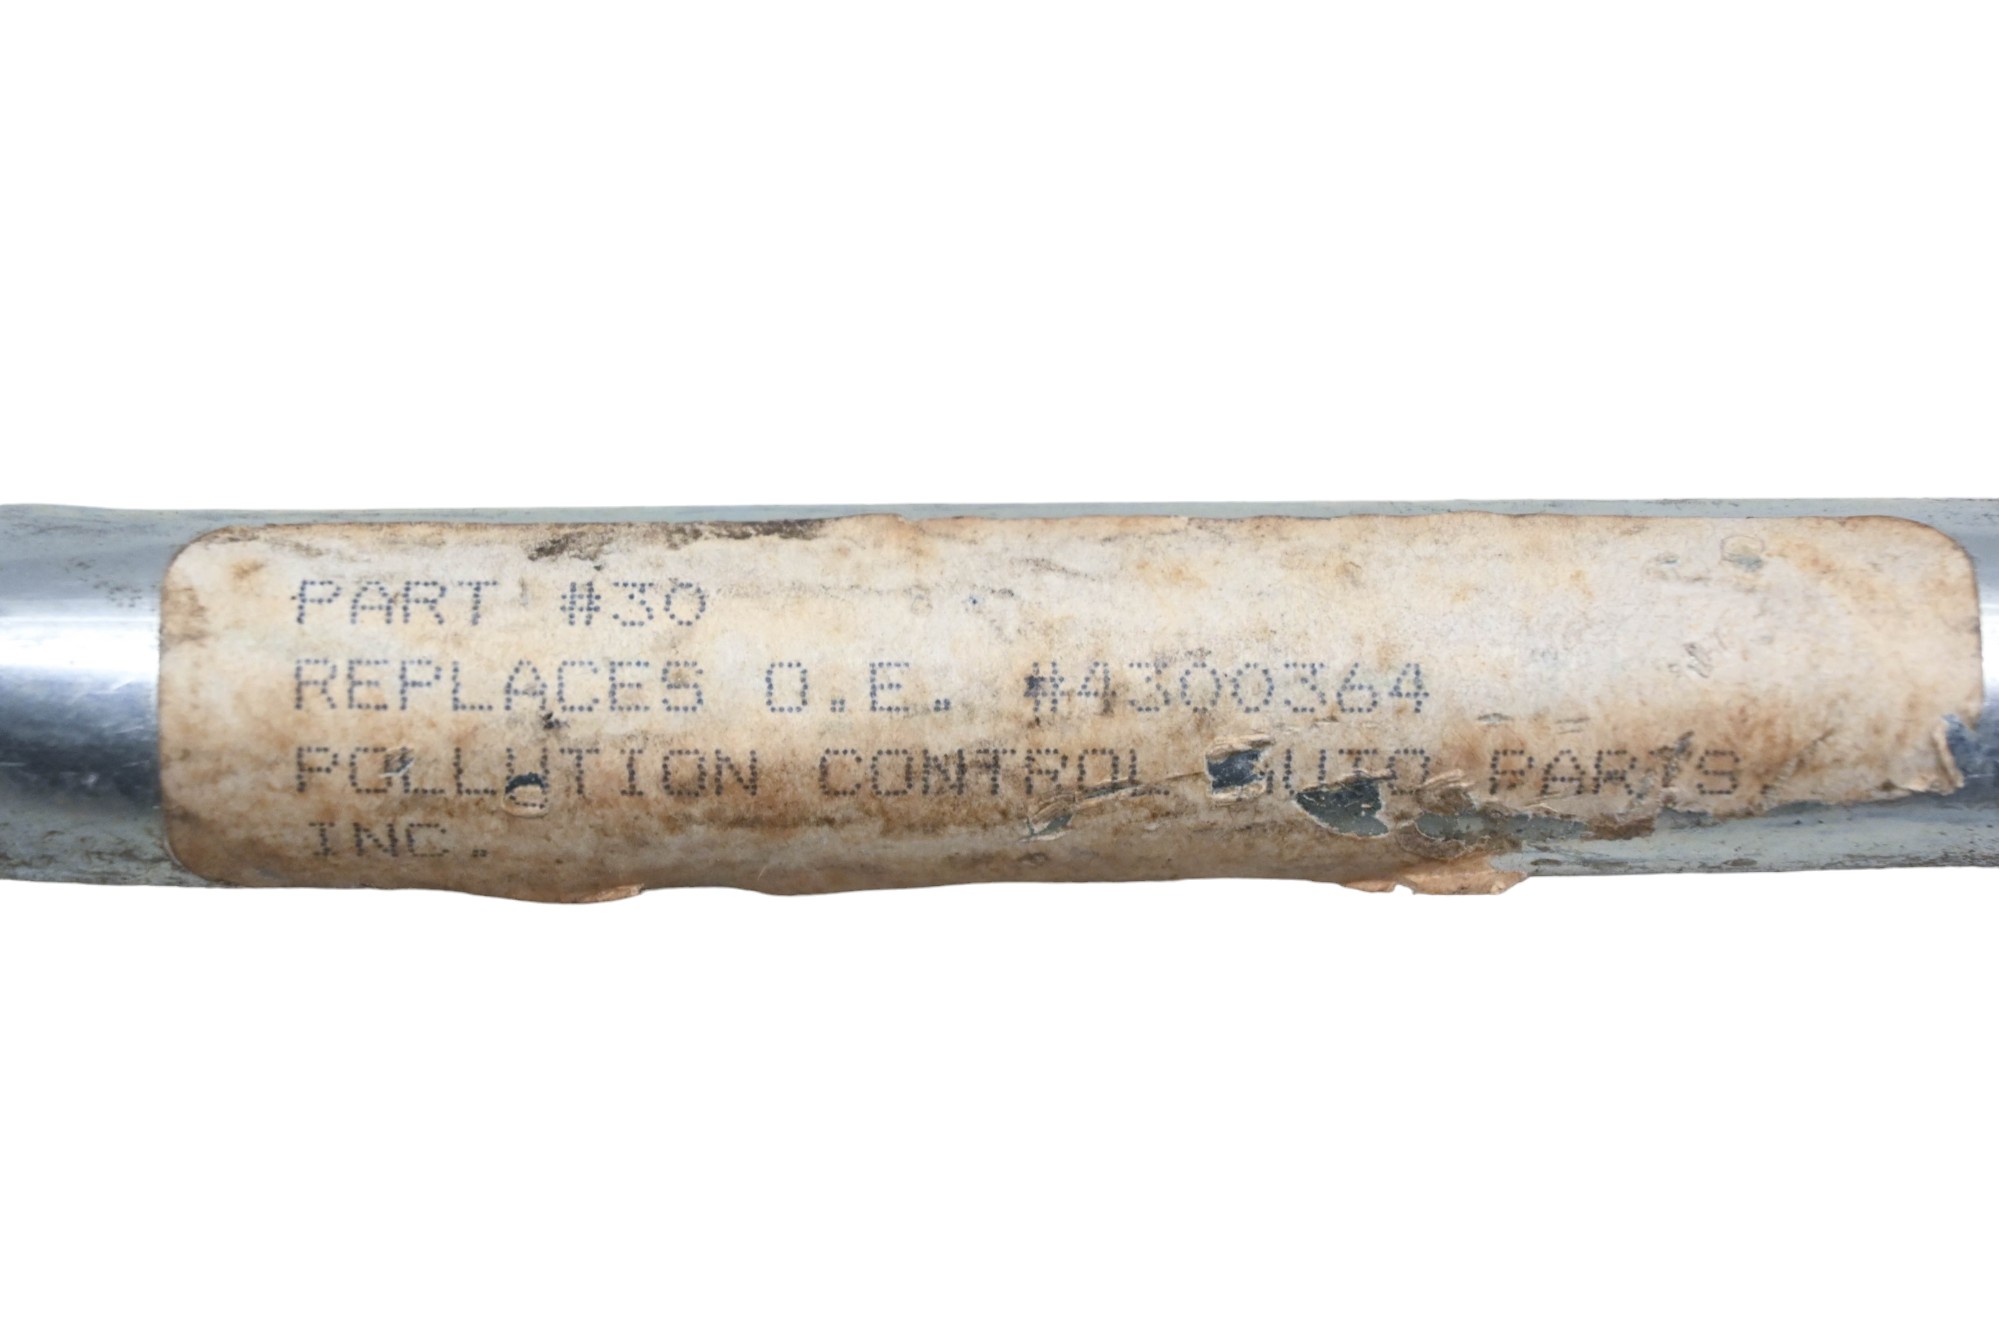 PART #30
REPLACES O.E. #4300364
POLLUTION CONTROL AUTO PARTS,
INC.